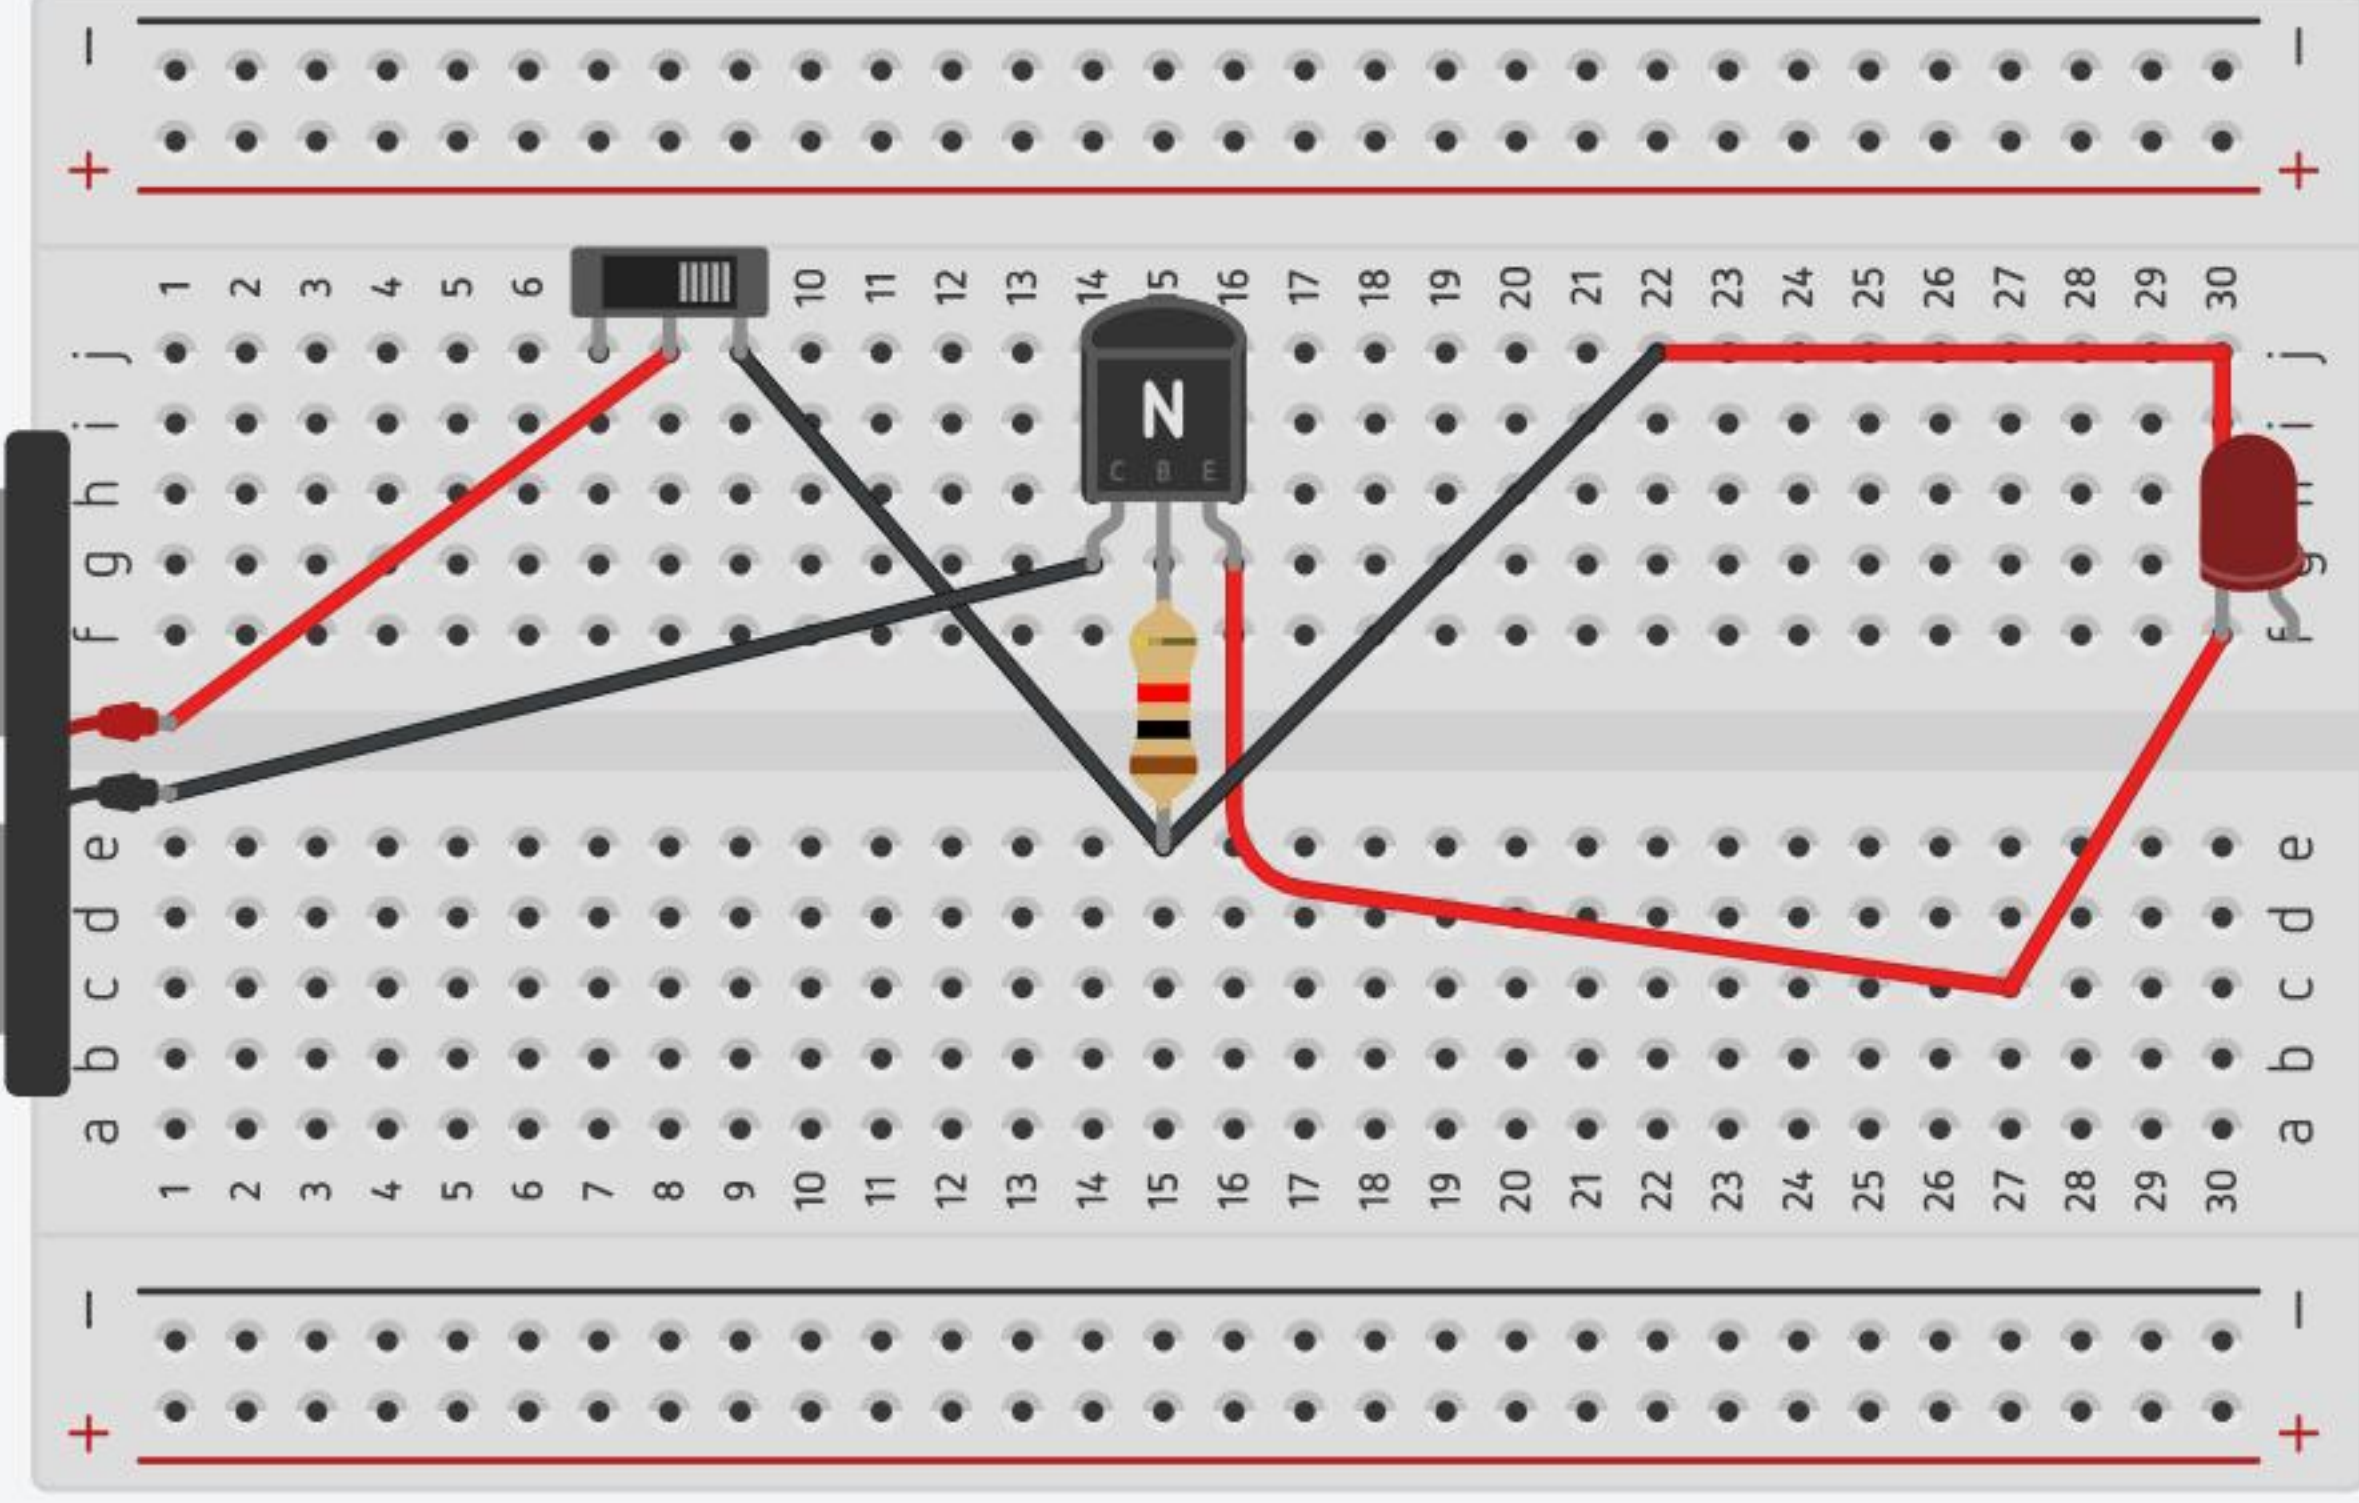 − −
+ +
1 2 3 4 5 6 10 11 12 13 14 15 16 17 18 19 20 21 22 23 24 25 26 27 28 29 30
j j
i i
N
h h
C B E
g g
f f
e e
d d
c c
b b
a a
1 2 3 4 5 6 7 8 9 10 11 12 13 14 15 16 17 18 19 20 21 22 23 24 25 26 27 28 29 30
− −
+ +